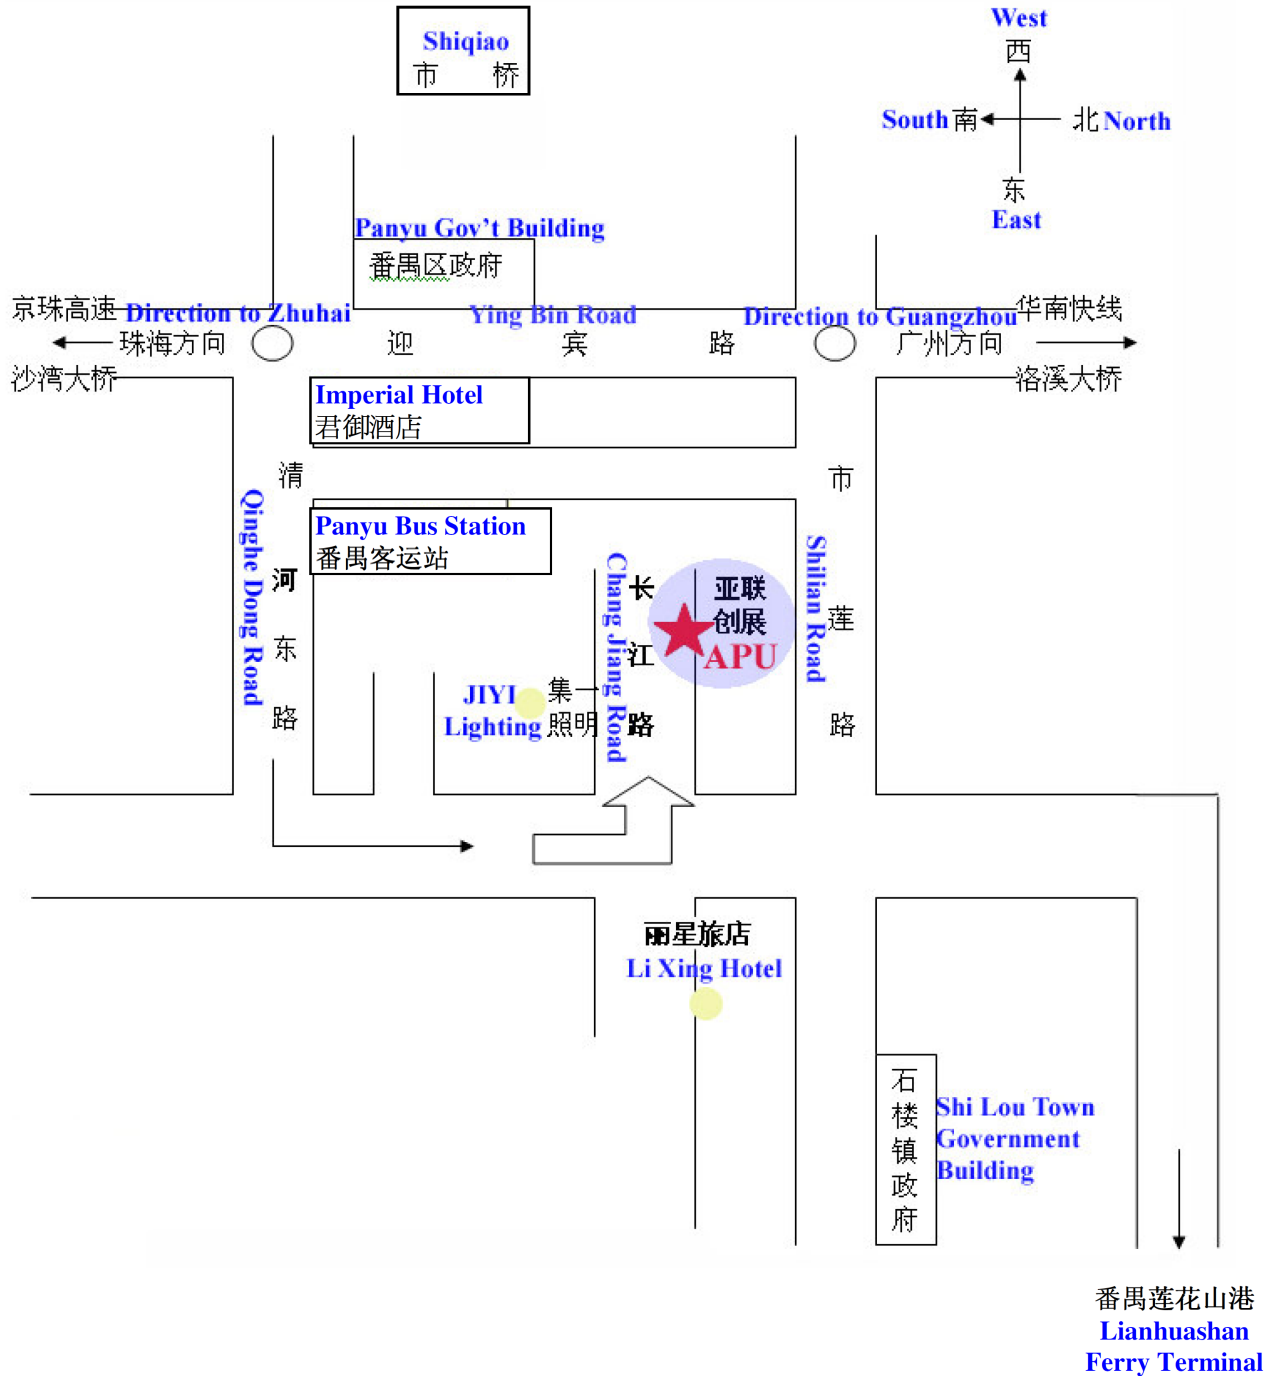 West
西
Shiqiao
市 桥
South 南
北 North
东
East
Panyu Gov't Building
番禺区政府
京珠高速
Direction to Zhuhai
Ying Bin Road
Direction to Guangzhou
华南快线
珠海方向
迎 宾 路
广州方向
沙湾大桥
洛溪大桥
Imperial Hotel
君御酒店
清
河
东
路
Qinghe Dong Road
Panyu Bus Station
番禺客运站
Chang Jiang Road
长
江
路
亚联
创展
APU
Shilian Road
市
莲
路
JIYI
Lighting
集一
照明
丽星旅店
Li Xing Hotel
石
楼
镇
政
府
Shi Lou Town
Government
Building
番禺莲花山港
Lianhuashan
Ferry Terminal